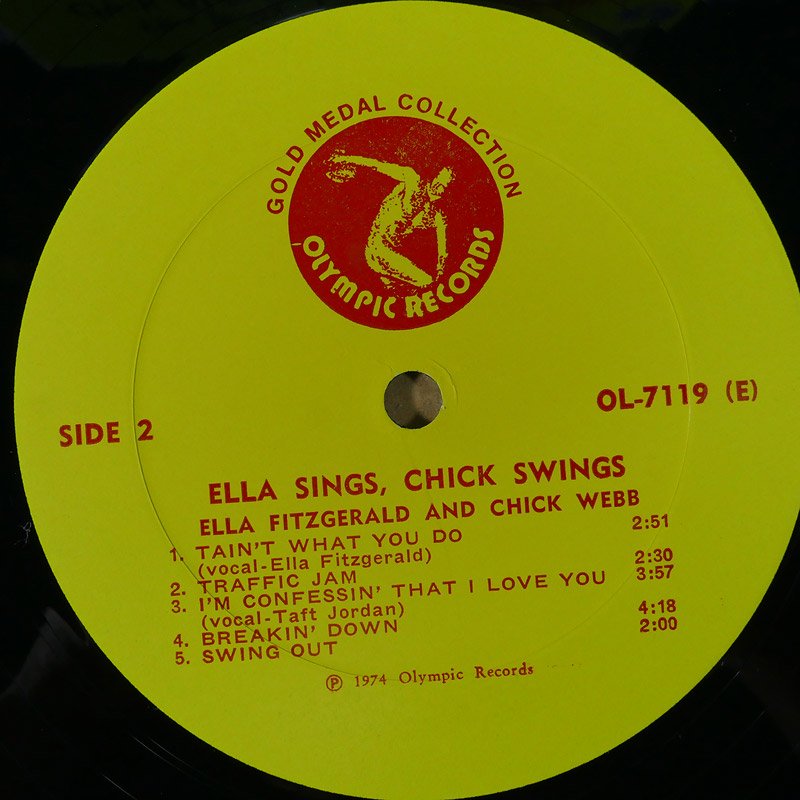 GOLD MEDAL COLLECTION
OLYMPIC RECORDS
SIDE 2
OL-7119 (E)
ELLA SINGS, CHICK SWINGS
ELLA FITZGERALD AND CHICK WEBB
1. TAIN'T WHAT YOU DO 2:51
(vocal-Ella Fitzgerald)
2. TRAFFIC JAM 2:30
3. I'M CONFESSIN' THAT I LOVE YOU 3:57
(vocal-Taft Jordan)
4. BREAKIN' DOWN 4:18
5. SWING OUT 2:00
℗ 1974 Olympic Records